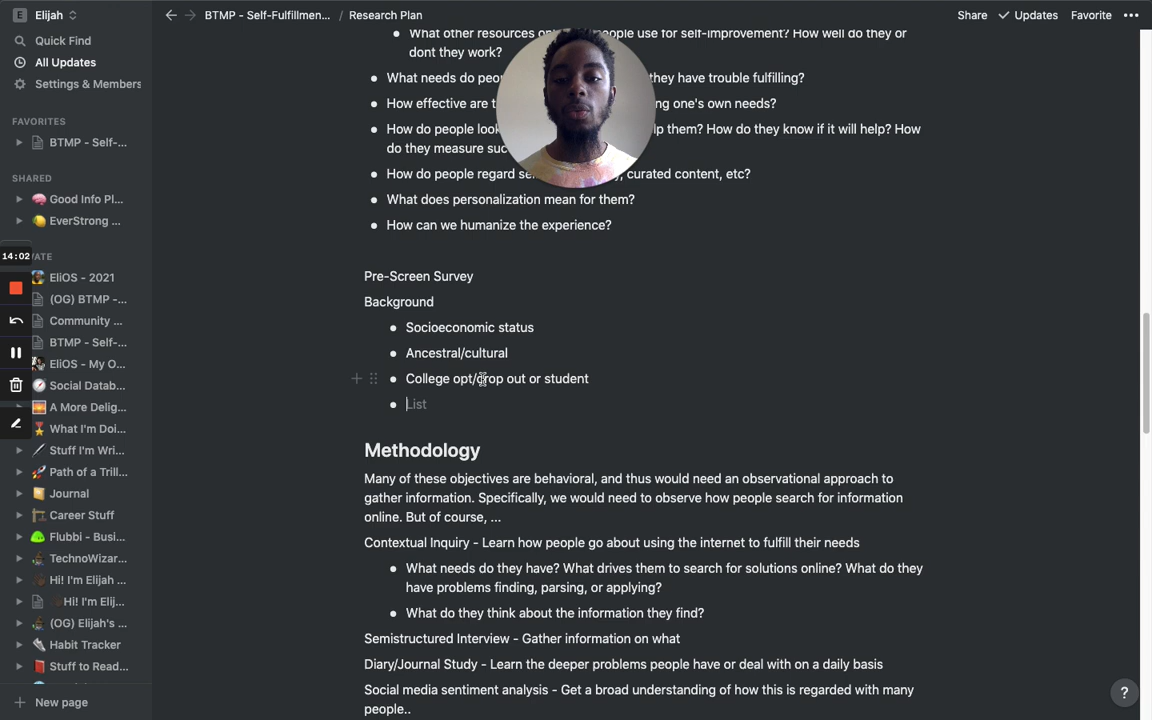 E Elijah
BTMP - Self-Fulfillmen... / Research Plan
Share
Updates
Favorite
Quick Find
All Updates
Settings & Members
FAVORITES
BTMP - Self-...
SHARED
Good Info Pl...
EverStrong ...
14:02
EliOS - 2021
(OG) BTMP -...
Community ...
BTMP - Self-...
EliOS - My O...
Social Datab...
A More Delig...
What I'm Doi...
Stuff I'm Wri...
Path of a Trill...
Journal
Career Stuff
Flubbi - Busi...
TechnoWizar...
Hi! I'm Elijah ...
Hi! I'm Elij...
(OG) Elijah's ...
Habit Tracker
Stuff to Read...
New page
What other resources people use for self-improvement? How well do they or
dont they work?
What needs do they have trouble fulfilling?
How effective are one's own needs?
How do people look them? How do they know if it will help? How
do they measure
How do people regard curated content, etc?
What does personalization mean for them?
How can we humanize the experience?
Pre-Screen Survey
Background
Socioeconomic status
Ancestral/cultural
College opt/drop out or student
List
Methodology
Many of these objectives are behavioral, and thus would need an observational approach to
gather information. Specifically, we would need to observe how people search for information
online. But of course, ...
Contextual Inquiry - Learn how people go about using the internet to fulfill their needs
What needs do they have? What drives them to search for solutions online? What do they
have problems finding, parsing, or applying?
What do they think about the information they find?
Semistructured Interview - Gather information on what
Diary/Journal Study - Learn the deeper problems people have or deal with on a daily basis
Social media sentiment analysis - Get a broad understanding of how this is regarded with many
people..
?